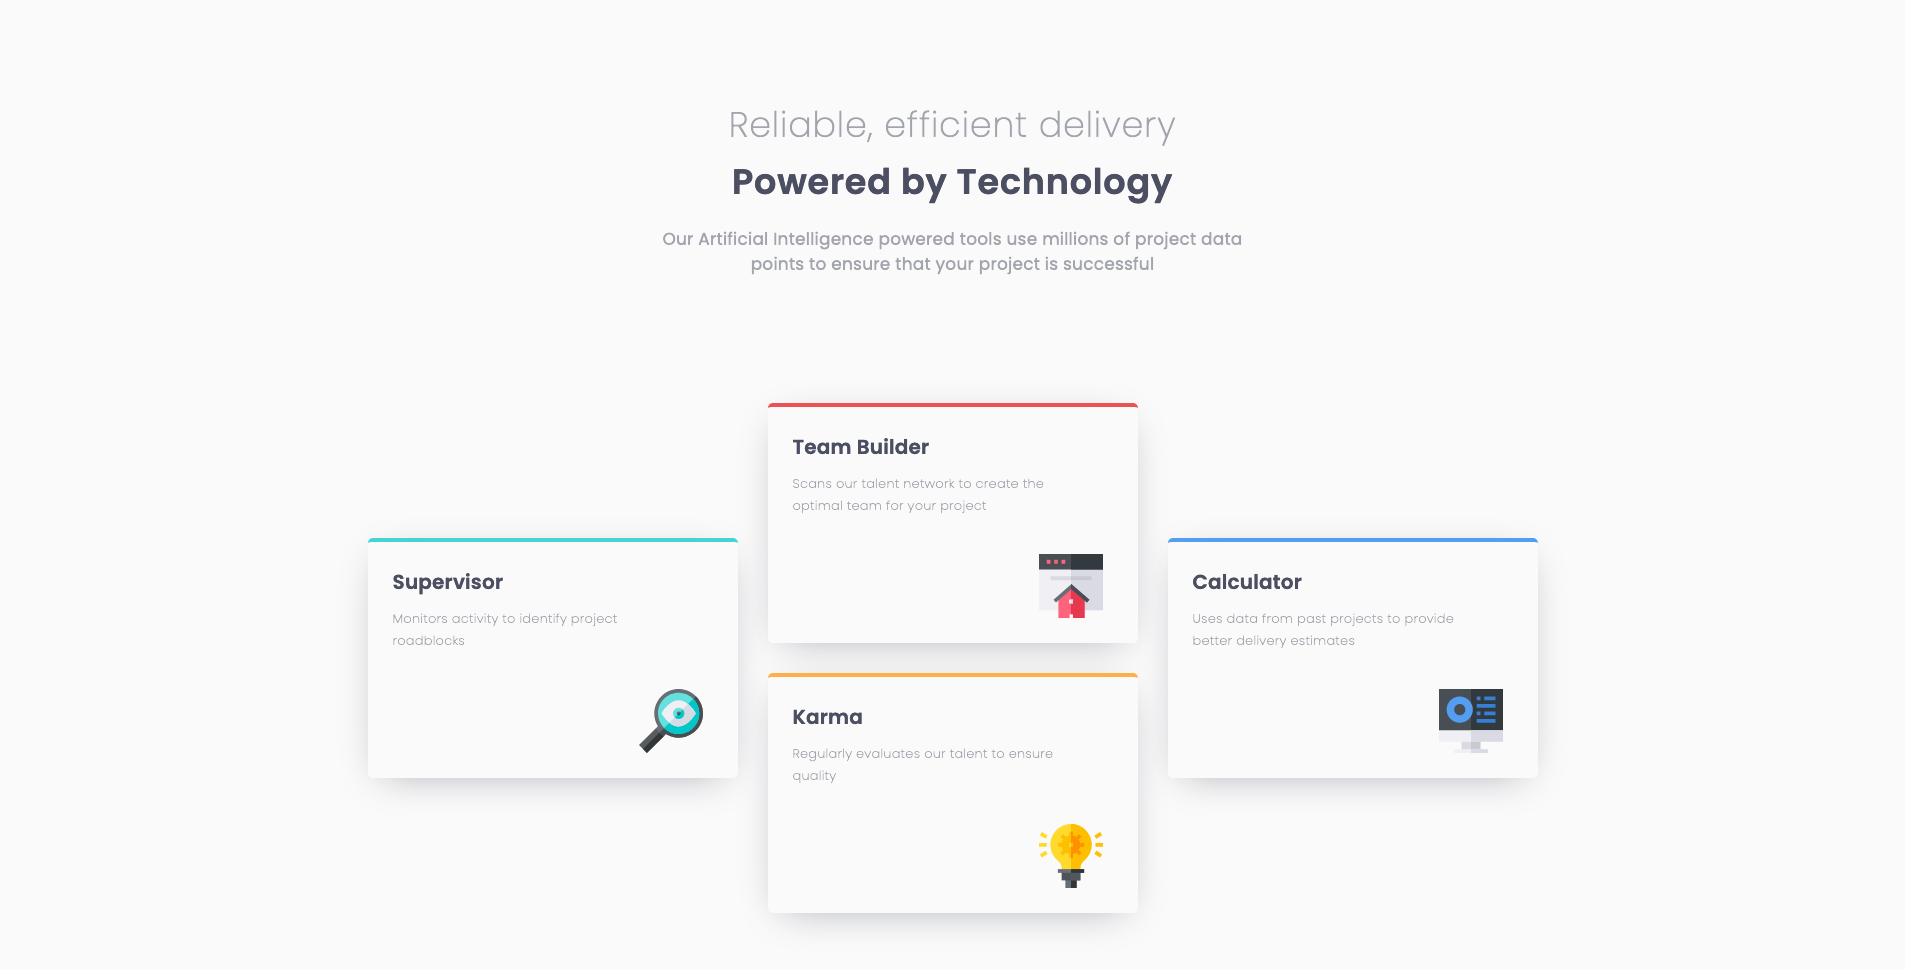 Reliable, efficient delivery
Powered by Technology
Our Artificial Intelligence powered tools use millions of project data
points to ensure that your project is successful
Supervisor
Monitors activity to identify project
roadblocks
Team Builder
Scans our talent network to create the
optimal team for your project
Karma
Regularly evaluates our talent to ensure
quality
Calculator
Uses data from past projects to provide
better delivery estimates